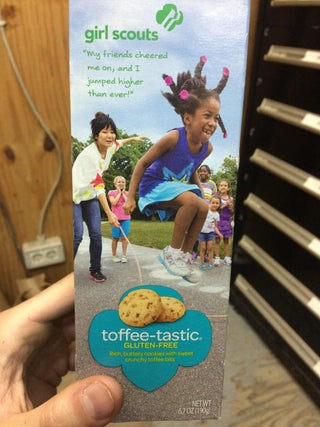 girl scouts
"My friends cheered
me on, and I
jumped higher
than ever!"
toffee-tastic
GLUTEN-FREE
Rich, buttery cookies with sweet
crunchy toffee bits
NET WT
6.7 OZ (190g)